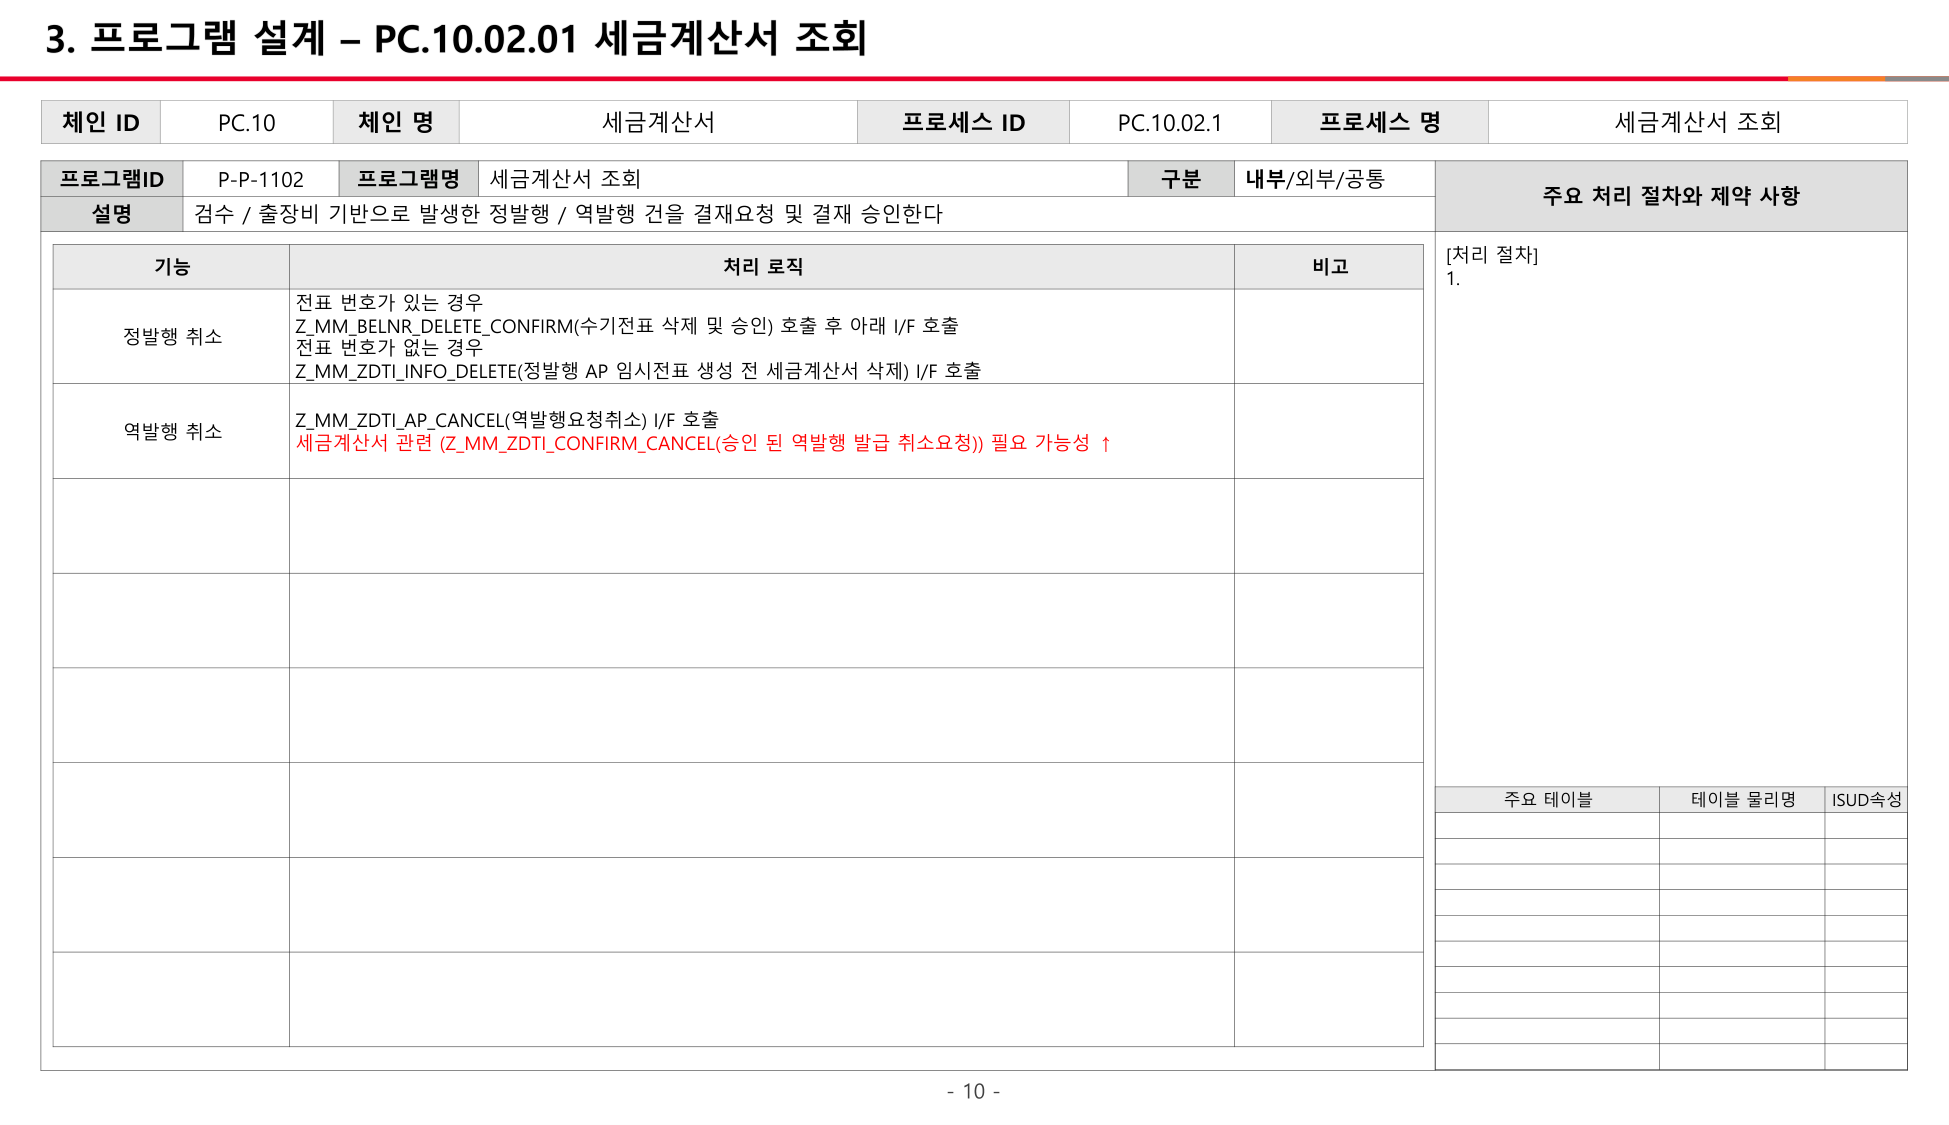 3. 프로그램 설계 – PC.10.02.01 세금계산서 조회
체인 ID PC.10 체인 명 세금계산서 프로세스 ID PC.10.02.1 프로세스 명 세금계산서 조회
프로그램ID P-P-1102 프로그램명 세금계산서 조회 구분 내부/외부/공통
설명 검수 / 출장비 기반으로 발생한 정발행 / 역발행 건을 결재요청 및 결재 승인한다
기능 처리 로직 비고
정발행 취소
전표 번호가 있는 경우
Z_MM_BELNR_DELETE_CONFIRM(수기전표 삭제 및 승인) 호출 후 아래 I/F 호출
전표 번호가 없는 경우
Z_MM_ZDTI_INFO_DELETE(정발행 AP 임시전표 생성 전 세금계산서 삭제) I/F 호출
역발행 취소
Z_MM_ZDTI_AP_CANCEL(역발행요청취소) I/F 호출
세금계산서 관련 (Z_MM_ZDTI_CONFIRM_CANCEL(승인 된 역발행 발급 취소요청)) 필요 가능성 ↑
주요 처리 절차와 제약 사항
[처리 절차]
1.
주요 테이블 테이블 물리명 ISUD속성
- 10 -